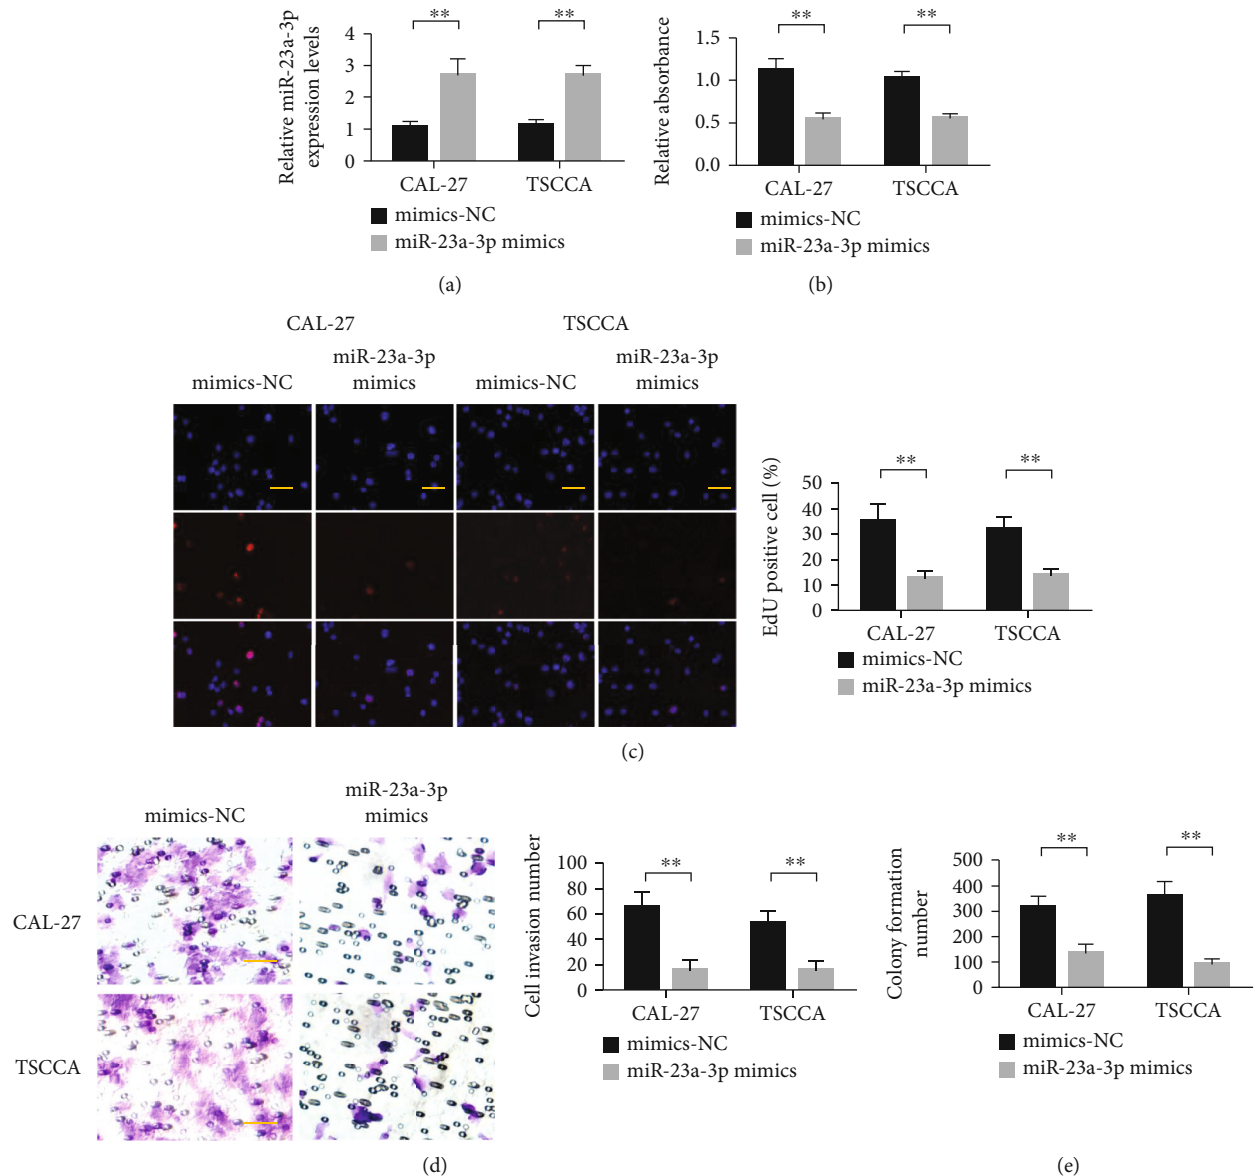 Relative miR-23a-3p
expression levels
4
3
2
1
0
**
**
CAL-27
TSCCA
mimics-NC
miR-23a-3p mimics
(a)
Relative absorbance
1.5
1.0
0.5
0.0
**
**
CAL-27
TSCCA
mimics-NC
miR-23a-3p mimics
(b)
CAL-27
TSCCA
mimics-NC
miR-23a-3p
mimics
mimics-NC
miR-23a-3p
mimics
EdU positive cell (%)
50
40
30
20
10
0
**
**
CAL-27
TSCCA
mimics-NC
miR-23a-3p mimics
(c)
mimics-NC
miR-23a-3p
mimics
CAL-27
TSCCA
Cell invasion number
100
80
60
40
20
0
**
**
CAL-27
TSCCA
mimics-NC
miR-23a-3p mimics
(d)
Colony formation
number
500
400
300
200
100
0
**
**
CAL-27
TSCCA
mimics-NC
miR-23a-3p mimics
(e)